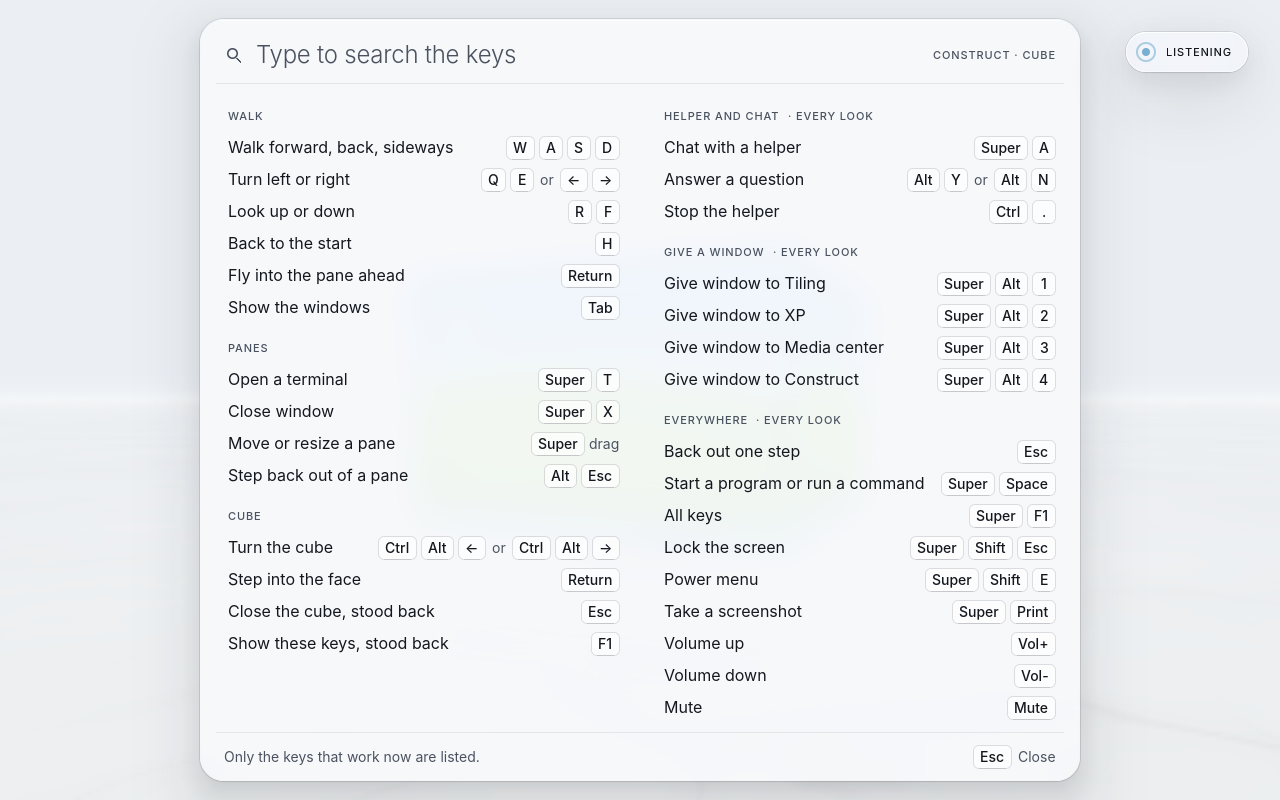 Type to search the keys
CONSTRUCT · CUBE
LISTENING
WALK
Walk forward, back, sideways W A S D
Turn left or right Q E or ← →
Look up or down R F
Back to the start H
Fly into the pane ahead Return
Show the windows Tab
PANES
Open a terminal Super T
Close window Super X
Move or resize a pane Super drag
Step back out of a pane Alt Esc
CUBE
Turn the cube Ctrl Alt ← or Ctrl Alt →
Step into the face Return
Close the cube, stood back Esc
Show these keys, stood back F1
HELPER AND CHAT · EVERY LOOK
Chat with a helper Super A
Answer a question Alt Y or Alt N
Stop the helper Ctrl .
GIVE A WINDOW · EVERY LOOK
Give window to Tiling Super Alt 1
Give window to XP Super Alt 2
Give window to Media center Super Alt 3
Give window to Construct Super Alt 4
EVERYWHERE · EVERY LOOK
Back out one step Esc
Start a program or run a command Super Space
All keys Super F1
Lock the screen Super Shift Esc
Power menu Super Shift E
Take a screenshot Super Print
Volume up Vol+
Volume down Vol-
Mute Mute
Only the keys that work now are listed.
Esc Close